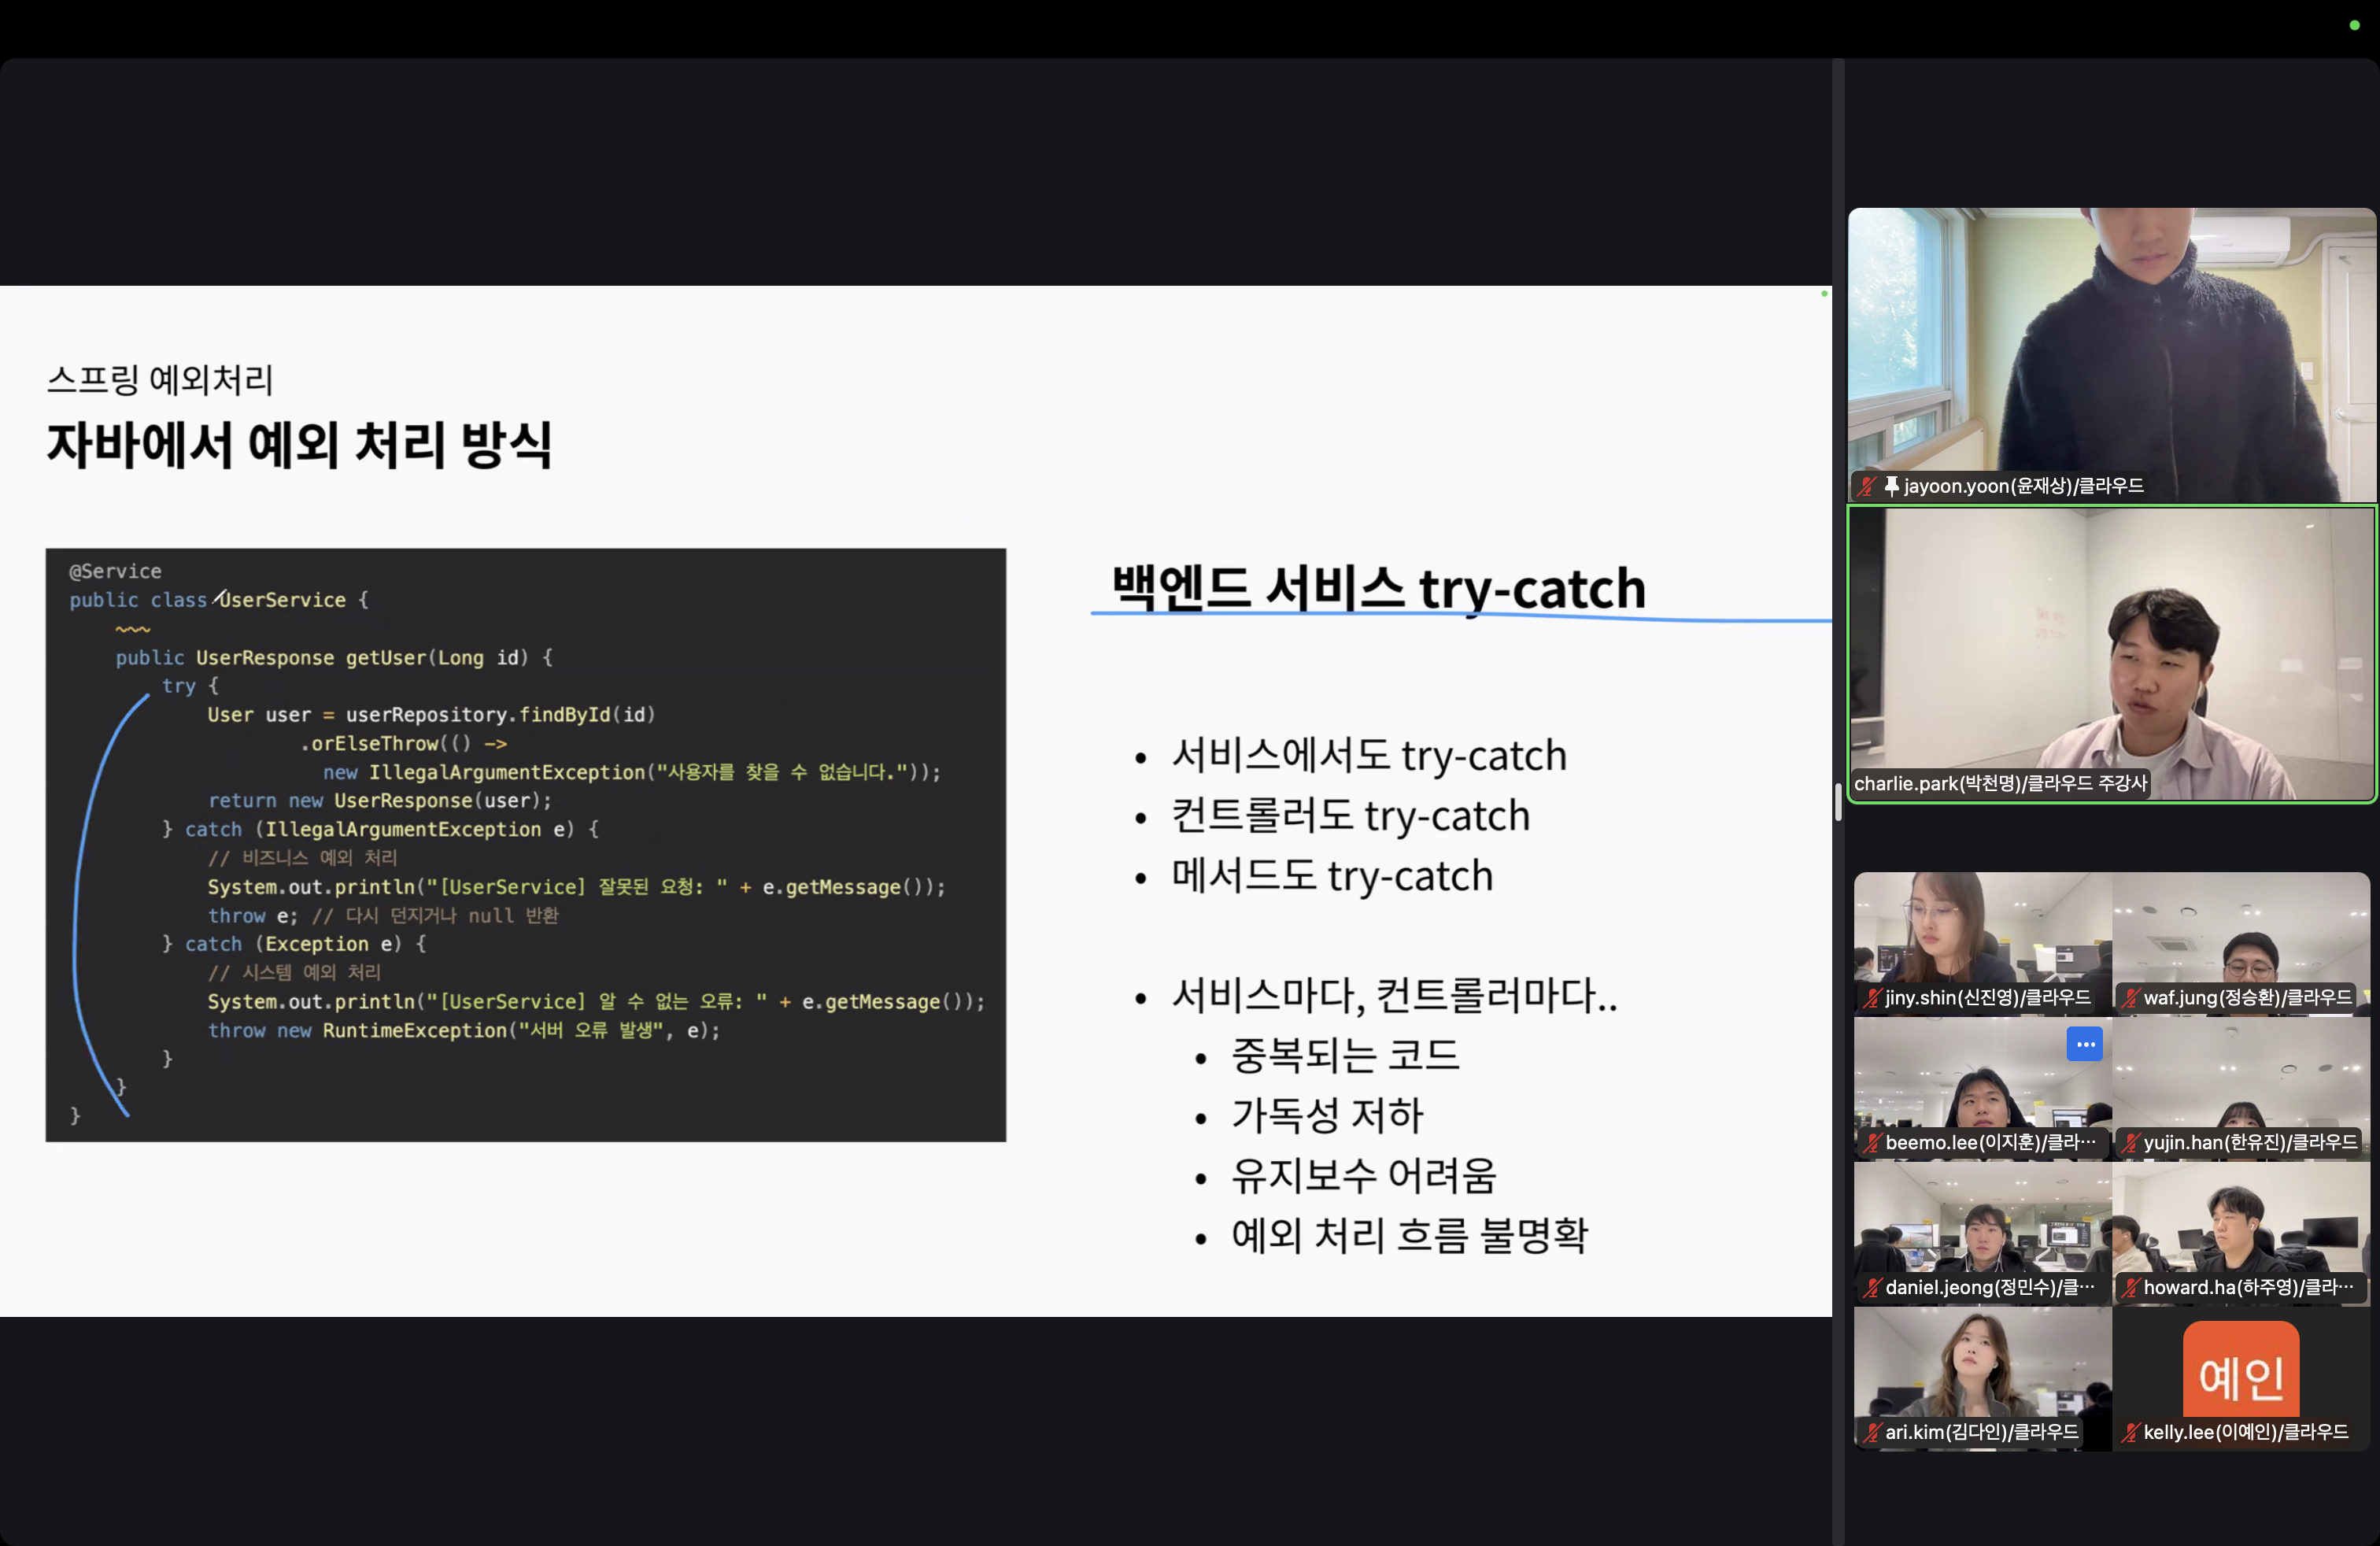 스프링 예외처리
자바에서 예외 처리 방식
@Service
public class UserService {
~~~
public UserResponse getUser(Long id) {
try {
User user = userRepository.findById(id)
.orElseThrow(() ->
new IllegalArgumentException("사용자를 찾을 수 없습니다."));
return new UserResponse(user);
} catch (IllegalArgumentException e) {
// 비즈니스 예외 처리
System.out.println("[UserService] 잘못된 요청: " + e.getMessage());
throw e; // 다시 던지거나 null 반환
} catch (Exception e) {
// 시스템 예외 처리
System.out.println("[UserService] 알 수 없는 오류: " + e.getMessage());
throw new RuntimeException("서버 오류 발생", e);
}
}
}
백엔드 서비스 try-catch
• 서비스에서도 try-catch
• 컨트롤러도 try-catch
• 메서드도 try-catch
• 서비스마다, 컨트롤러마다..
• 중복되는 코드
• 가독성 저하
• 유지보수 어려움
• 예외 처리 흐름 불명확
jayoon.yoon(윤재상)/클라우드
charlie.park(박천명)/클라우드 주강사
jiny.shin(신진영)/클라우드
waf.jung(정승환)/클라우드
beemo.lee(이지훈)/클라…
yujin.han(한유진)/클라우드
daniel.jeong(정민수)/클…
howard.ha(하주영)/클라…
ari.kim(김다인)/클라우드
예인
kelly.lee(이예인)/클라우드